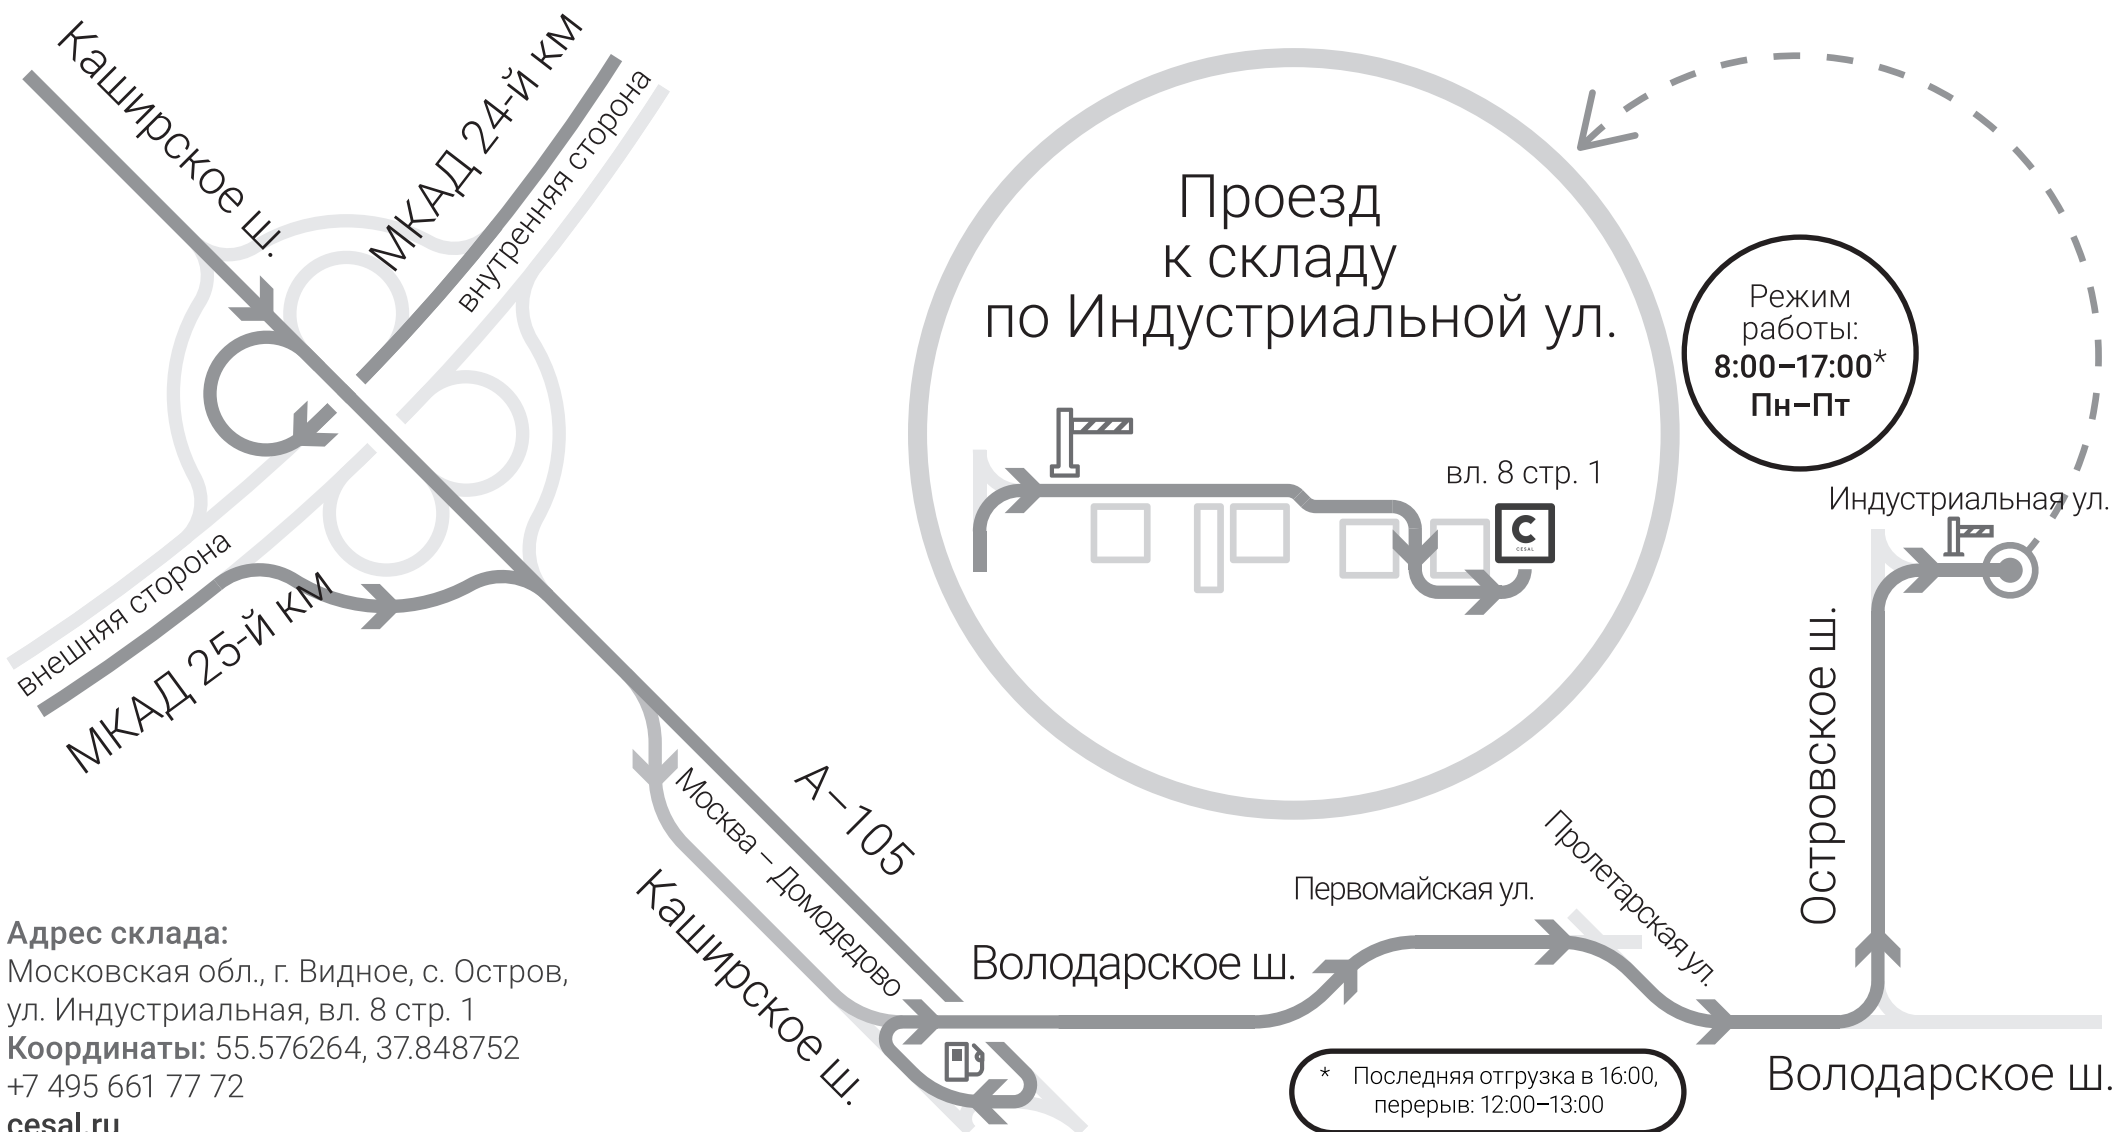 Каширское ш.
МКАД 24-й км
внутренняя сторона
внешняя сторона
МКАД 25-й км
Проезд
к складу
по Индустриальной ул.
вл. 8 стр. 1
C
CESAL
Режим
работы:
8:00–17:00*
Пн–Пт
Индустриальная ул.
Островское ш.
А–105
Москва – Домодедово
Каширское ш.
Володарское ш.
Первомайская ул.
Пролетарская ул.
Володарское ш.
* Последняя отгрузка в 16:00,
перерыв: 12:00–13:00
Адрес склада:
Московская обл., г. Видное, с. Остров,
ул. Индустриальная, вл. 8 стр. 1
Координаты: 55.576264, 37.848752
+7 495 661 77 72
cesal.ru